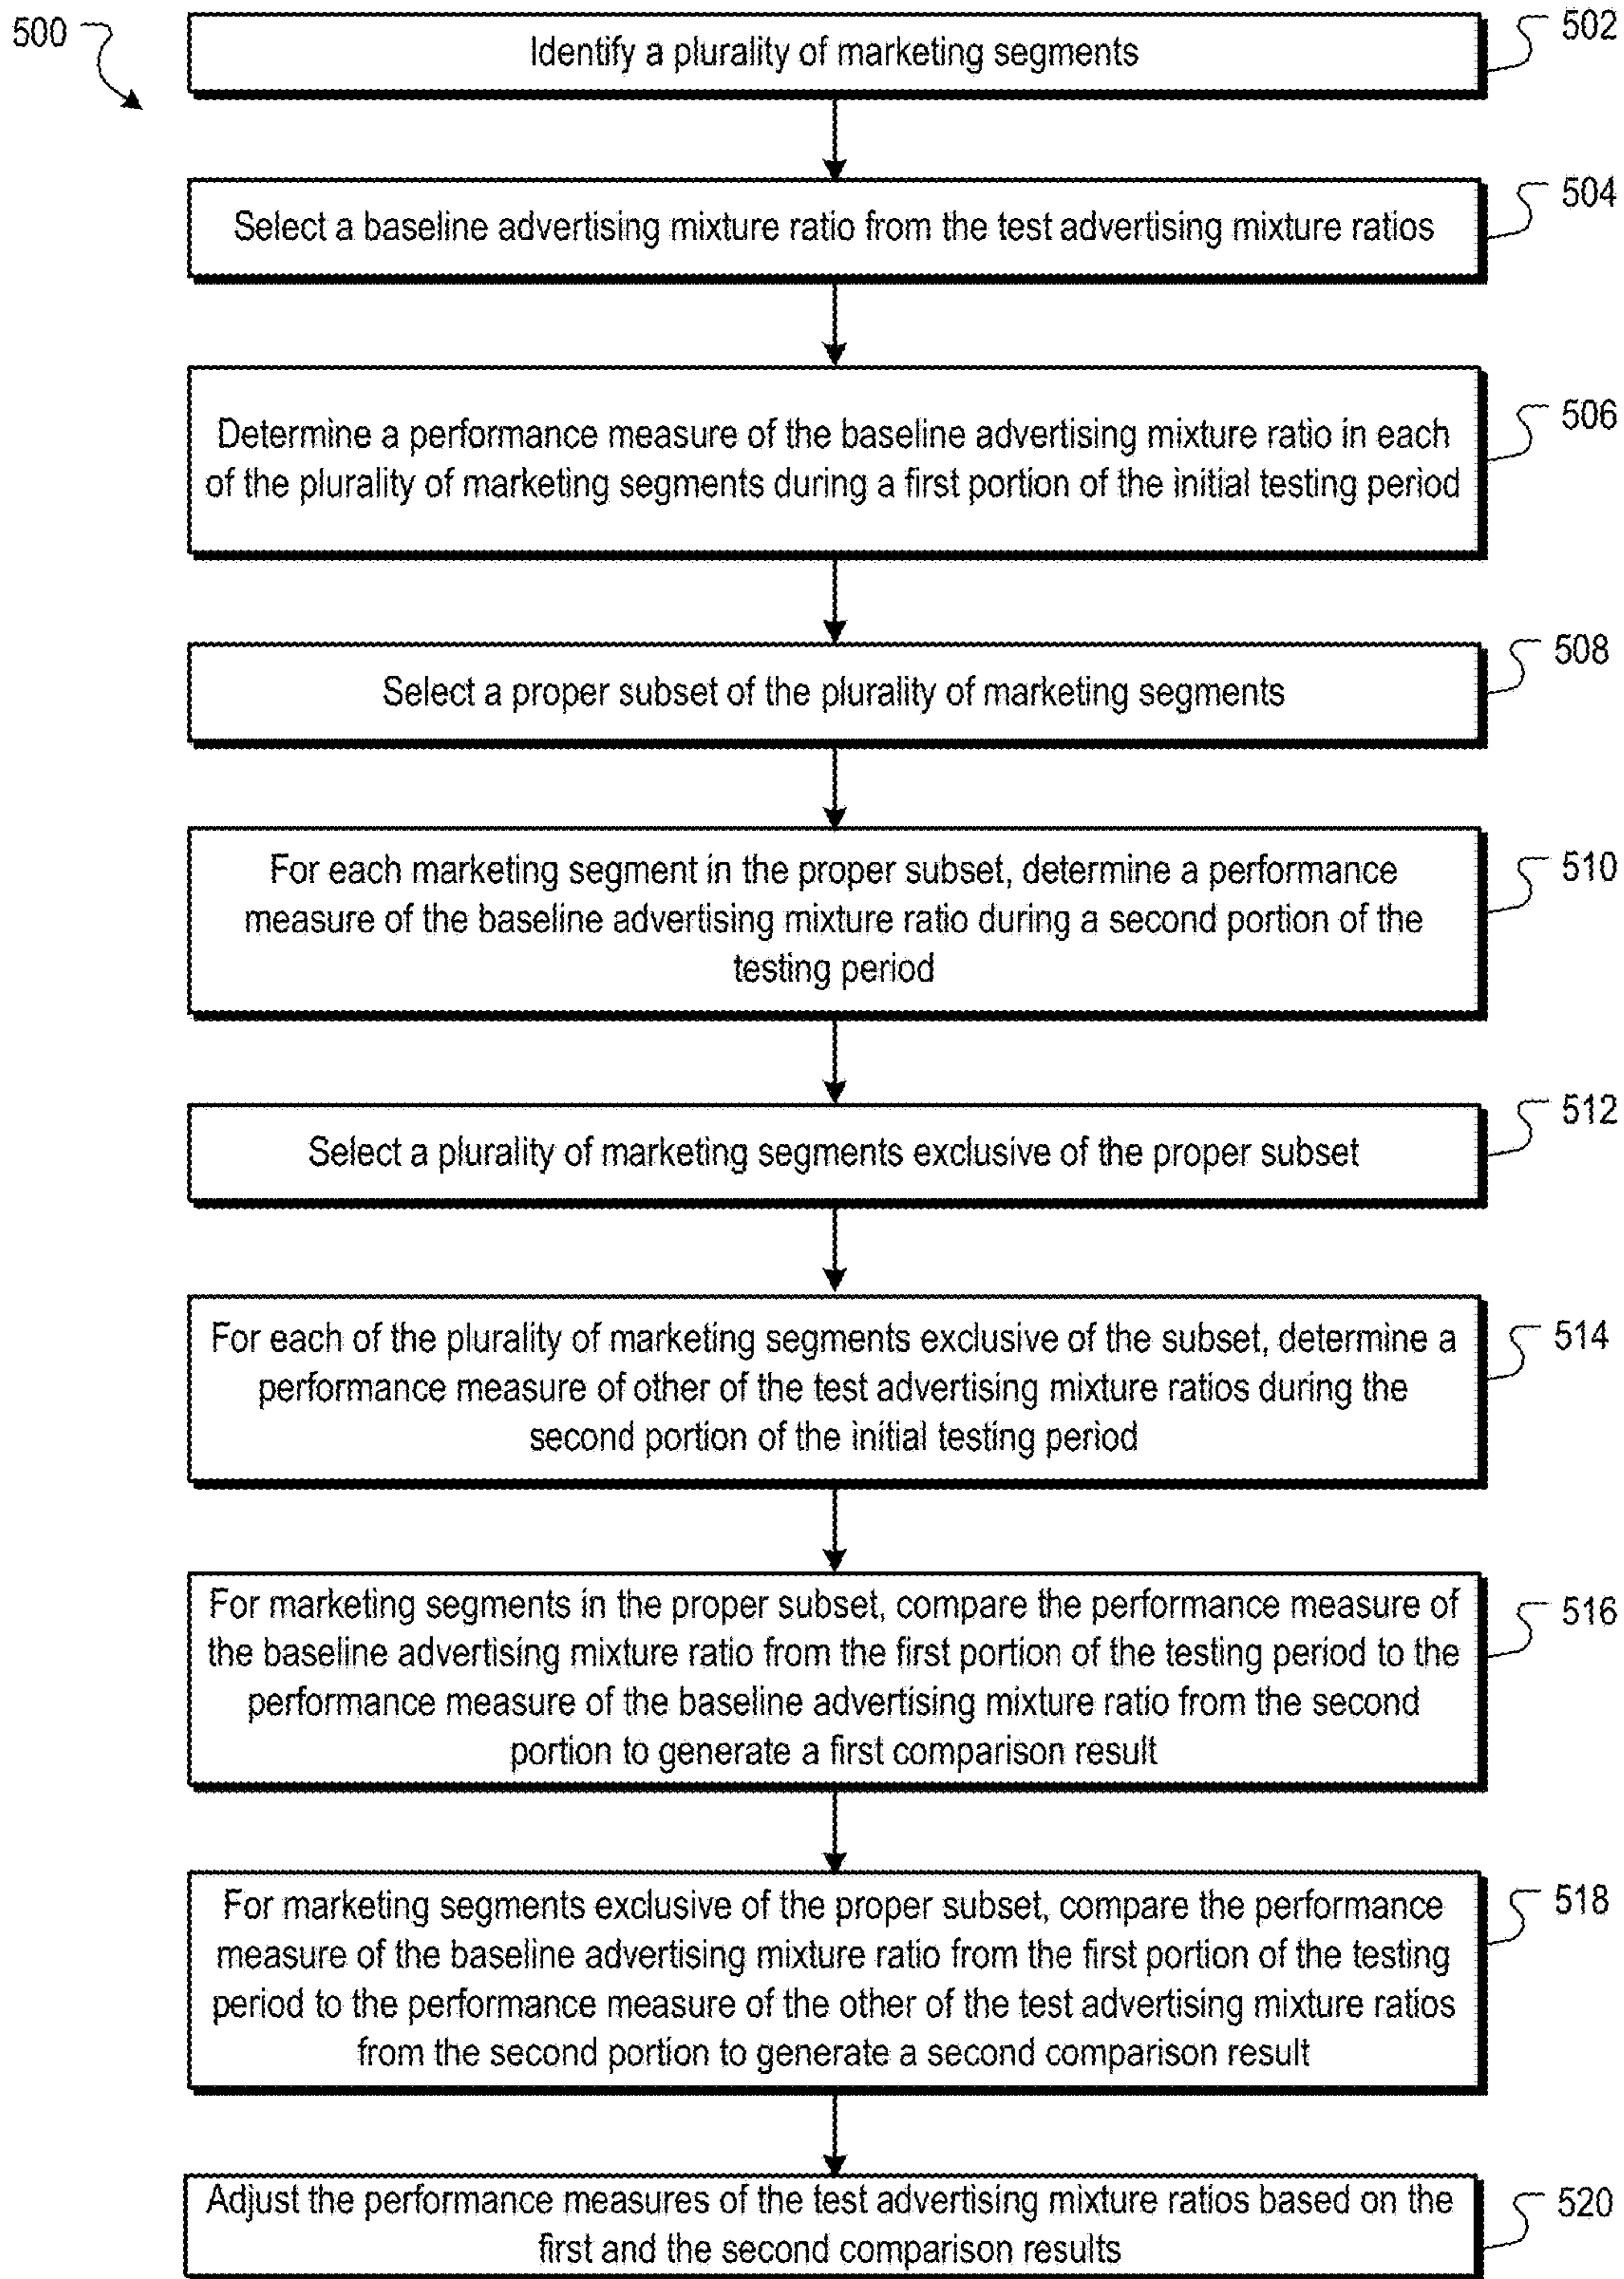 500
Identify a plurality of marketing segments
502
Select a baseline advertising mixture ratio from the test advertising mixture ratios
504
Determine a performance measure of the baseline advertising mixture ratio in each
of the plurality of marketing segments during a first portion of the initial testing period
506
Select a proper subset of the plurality of marketing segments
508
For each marketing segment in the proper subset, determine a performance
measure of the baseline advertising mixture ratio during a second portion of the
testing period
510
Select a plurality of marketing segments exclusive of the proper subset
512
For each of the plurality of marketing segments exclusive of the subset, determine a
performance measure of other of the test advertising mixture ratios during the
second portion of the initial testing period
514
For marketing segments in the proper subset, compare the performance measure of
the baseline advertising mixture ratio from the first portion of the testing period to the
performance measure of the baseline advertising mixture ratio from the second
portion to generate a first comparison result
516
For marketing segments exclusive of the proper subset, compare the performance
measure of the baseline advertising mixture ratio from the first portion of the testing
period to the performance measure of the other of the test advertising mixture ratios
from the second portion to generate a second comparison result
518
Adjust the performance measures of the test advertising mixture ratios based on the
first and the second comparison results
520